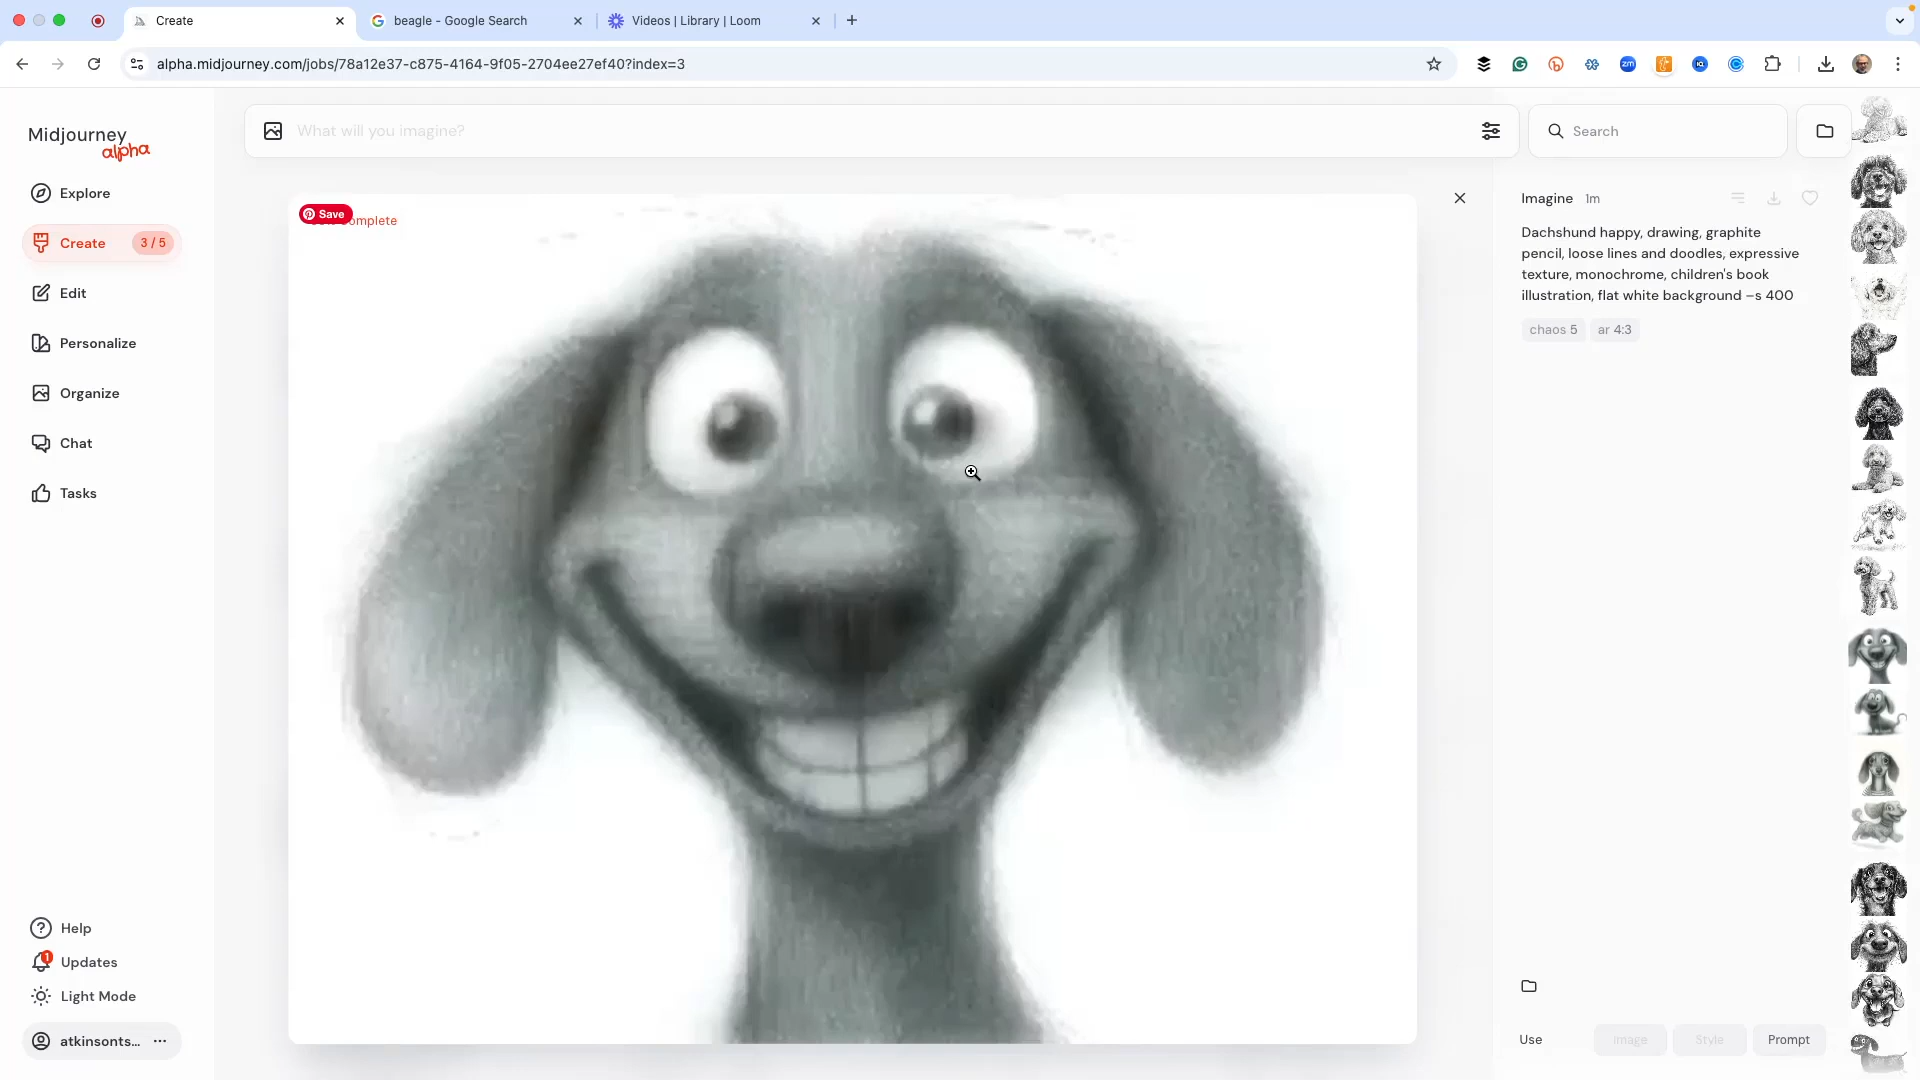 Create
beagle - Google Search
Videos | Library | Loom
alpha.midjourney.com/jobs/78a12e37-c875-4164-9f05-2704ee27ef40?index=3
Midjourney
alpha
What will you imagine?
Search
Explore
Create 3 / 5
Edit
Personalize
Organize
Chat
Tasks
Help
1
Updates
Light Mode
atkinsonts...
Save
Complete
Imagine 1m
Dachshund happy, drawing, graphite
pencil, loose lines and doodles, expressive
texture, monochrome, children's book
illustration, flat white background –s 400
chaos 5 ar 4:3
Use Image Style Prompt